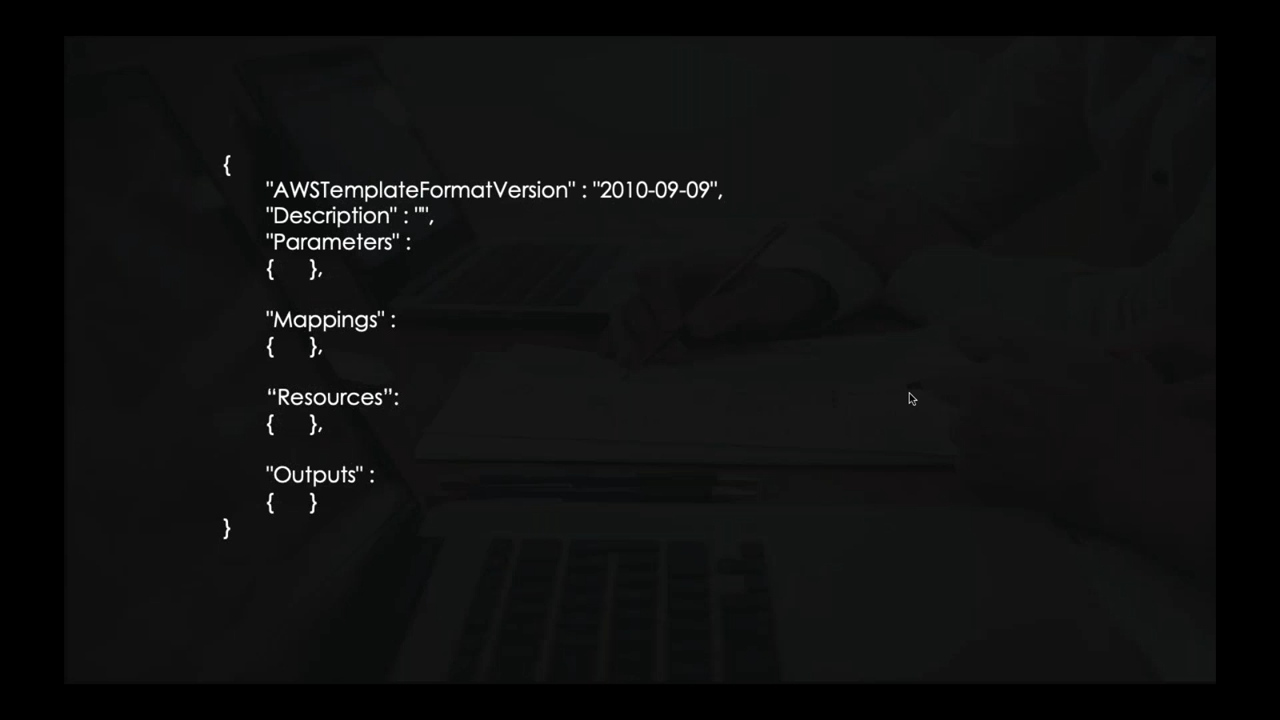 {
"AWSTemplateFormatVersion" : "2010-09-09",
"Description" : "",
"Parameters" :
{ },
"Mappings" :
{ },
“Resources”:
{ },
"Outputs" :
{ }
}